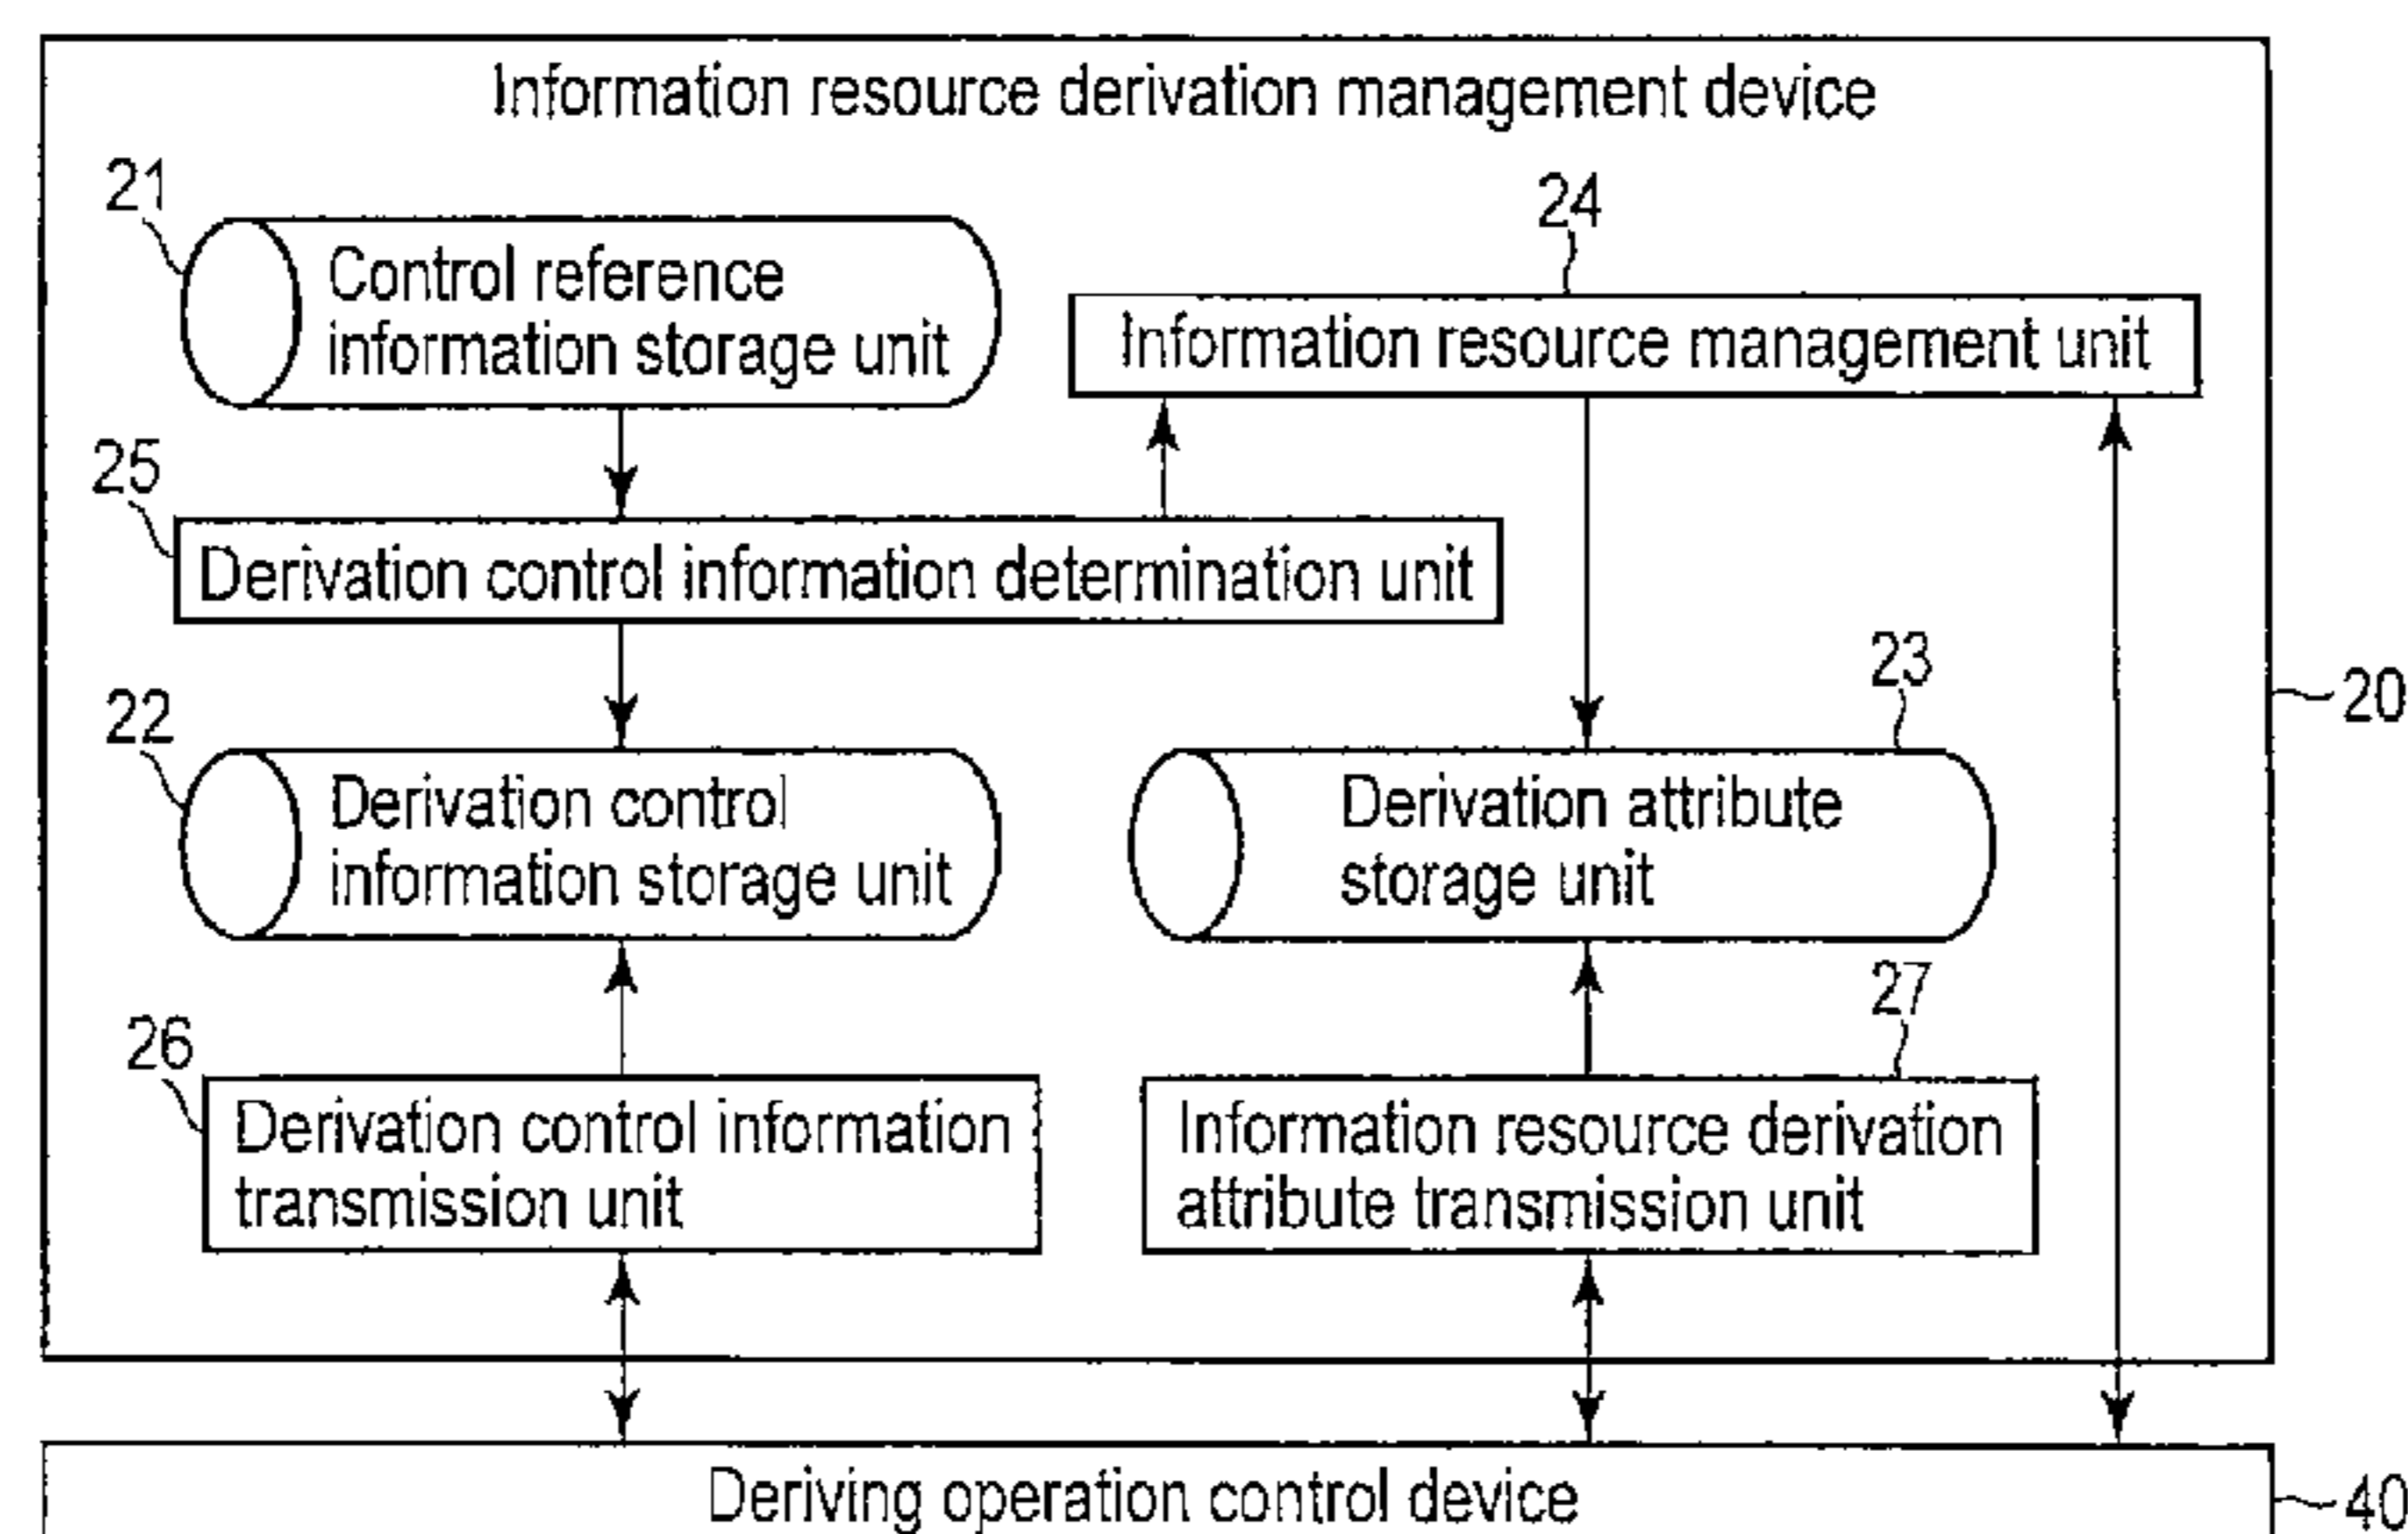 Information resource derivation management device
21
Control reference
information storage unit
24
Information resource management unit
25
Derivation control information determination unit
23
20
22
Derivation control
information storage unit
Derivation attribute
storage unit
27
26
Derivation control information
transmission unit
Information resource derivation
attribute transmission unit
Deriving operation control device
40